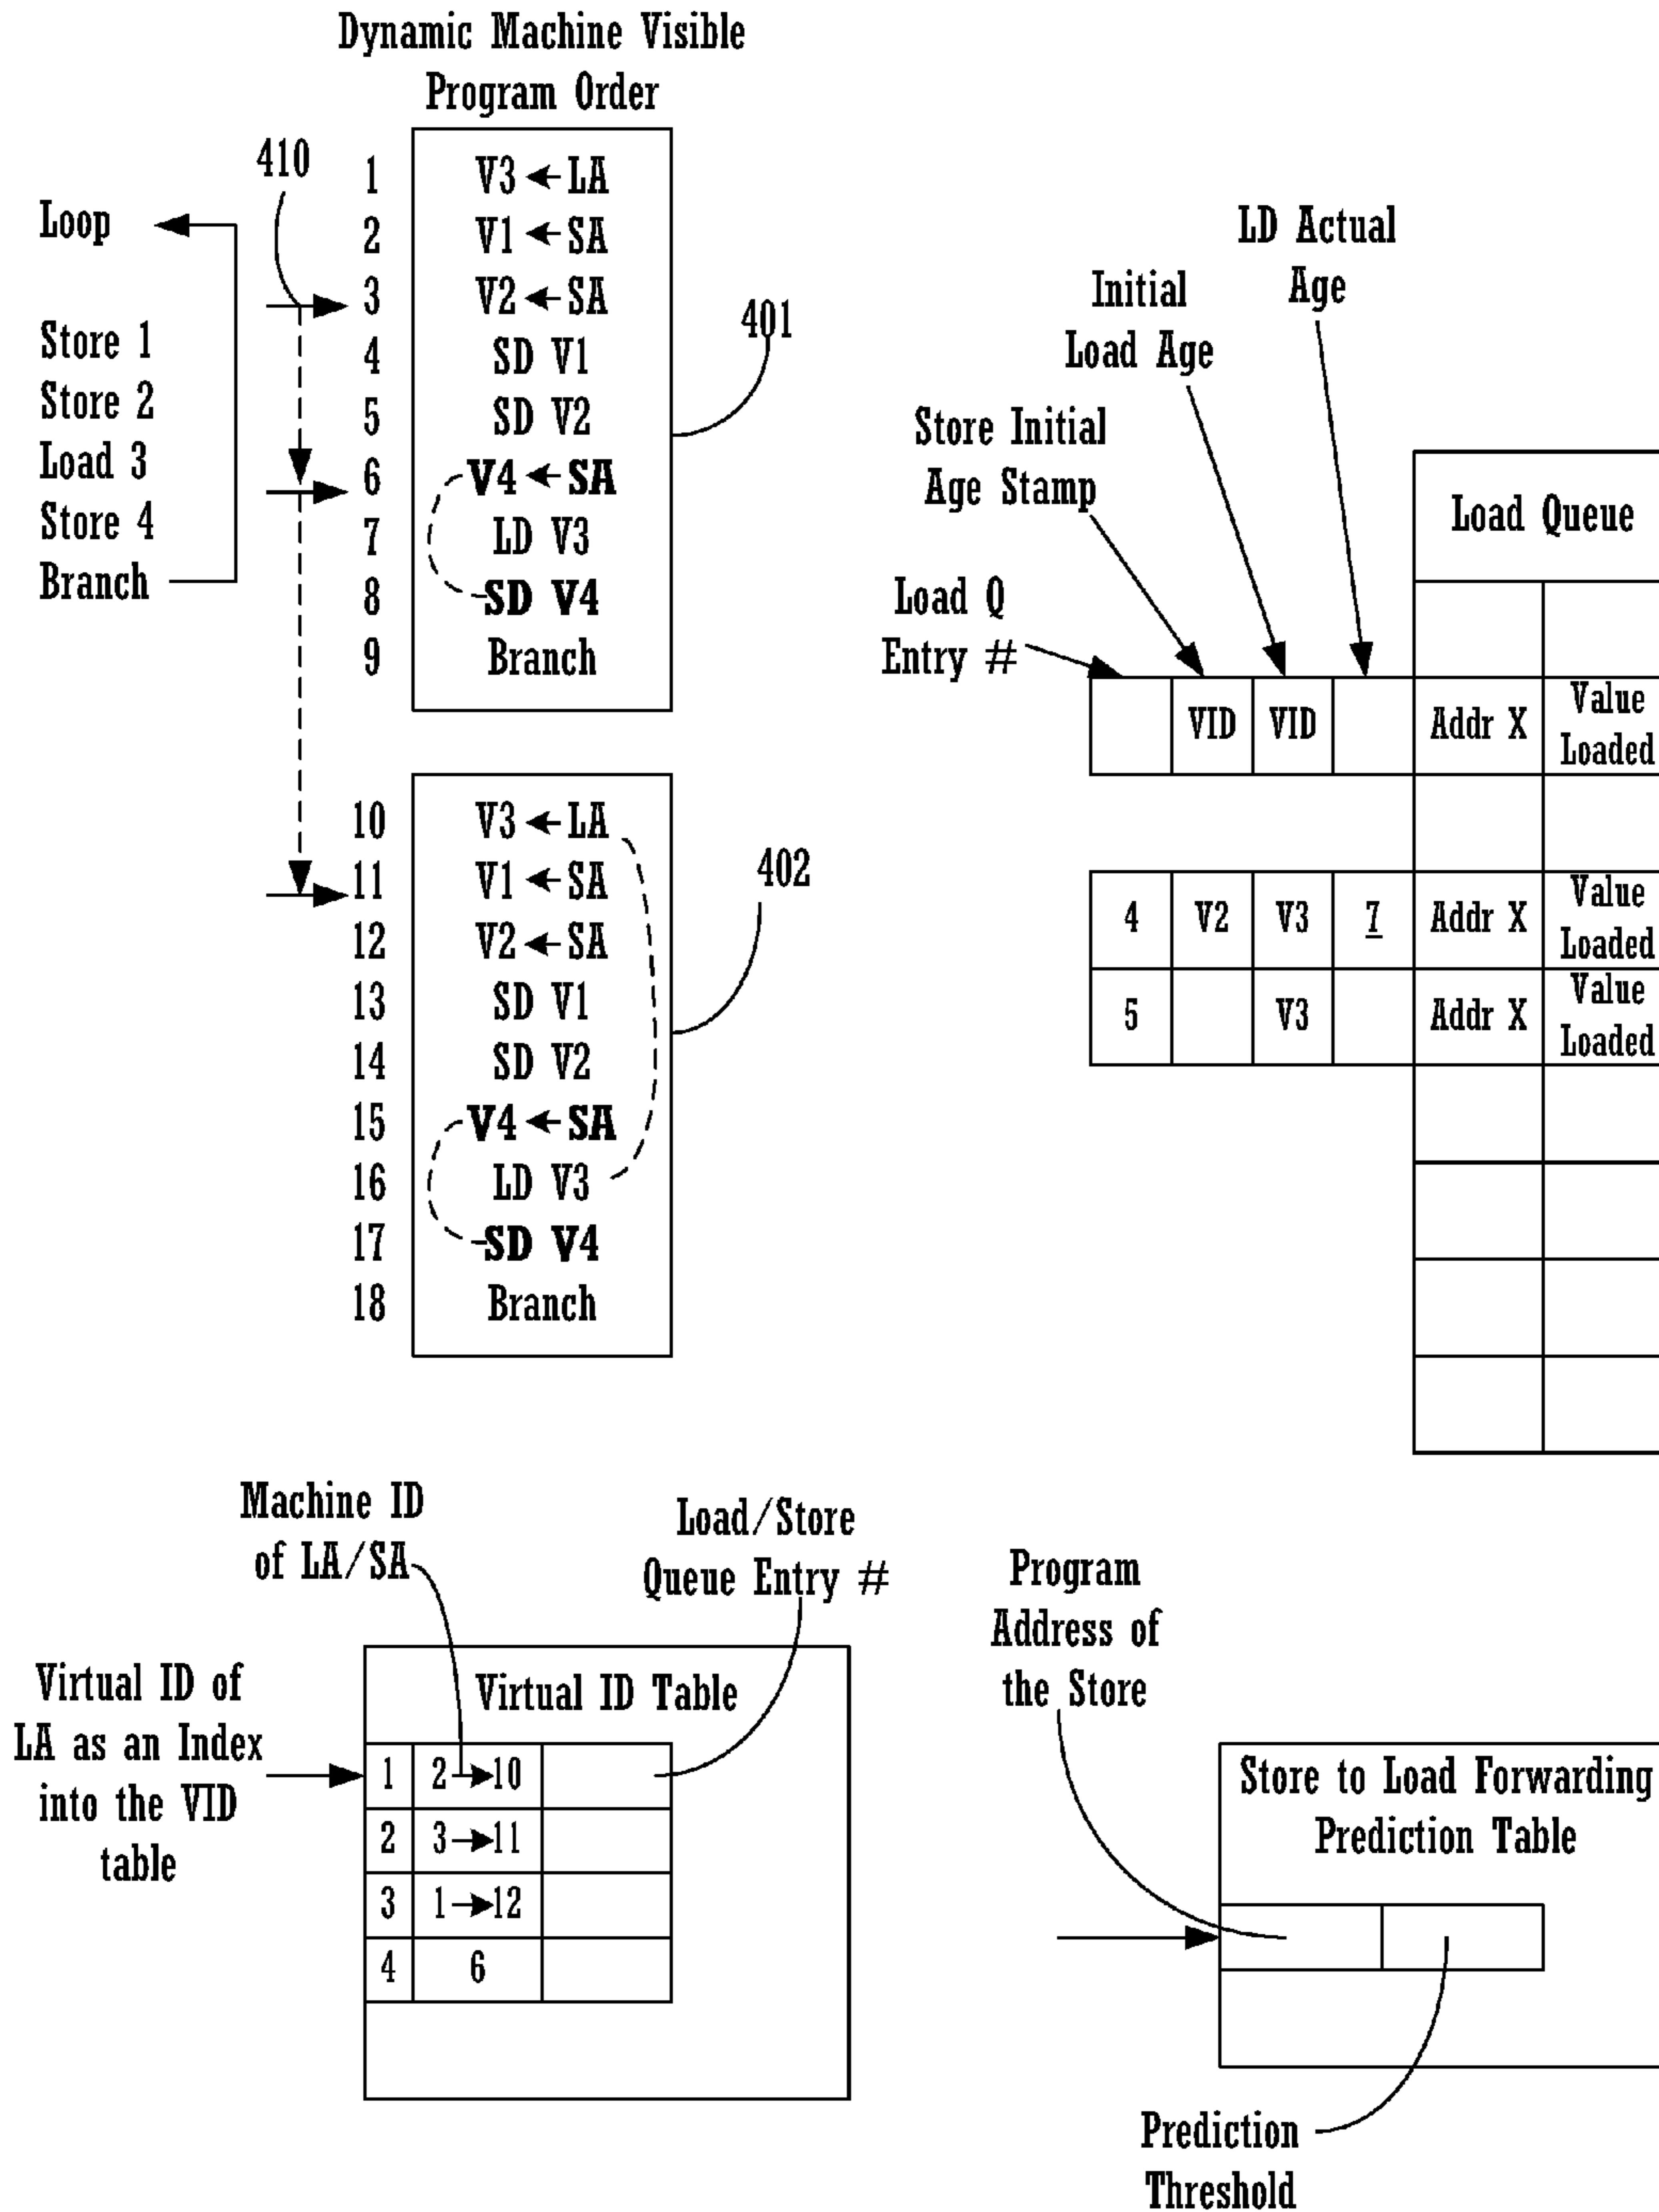 Dynamic Machine Visible
Program Order
410
Loop
Store 1
Store 2
Load 3
Store 4
Branch
1 V3 ← LA
2 V1 ← SA
3 V2 ← SA
4 SD V1
5 SD V2
6 V4 ← SA
7 LD V3
8 SD V4
9 Branch
401
10 V3 ← LA
11 V1 ← SA
12 V2 ← SA
13 SD V1
14 SD V2
15 V4 ← SA
16 LD V3
17 SD V4
18 Branch
402
LD Actual
Age
Initial
Load Age
Store Initial
Age Stamp
Load Q
Entry #
Load Queue
VID VID Addr X Value
Loaded
4 V2 V3 7 Addr X Value
Loaded
5 V3 Addr X Value
Loaded
Machine ID
of LA/SA
Load/Store
Queue Entry #
Virtual ID of
LA as an Index
into the VID
table
Virtual ID Table
1 2→10
2 3→11
3 1→12
4 6
Program
Address of
the Store
Store to Load Forwarding
Prediction Table
Prediction
Threshold